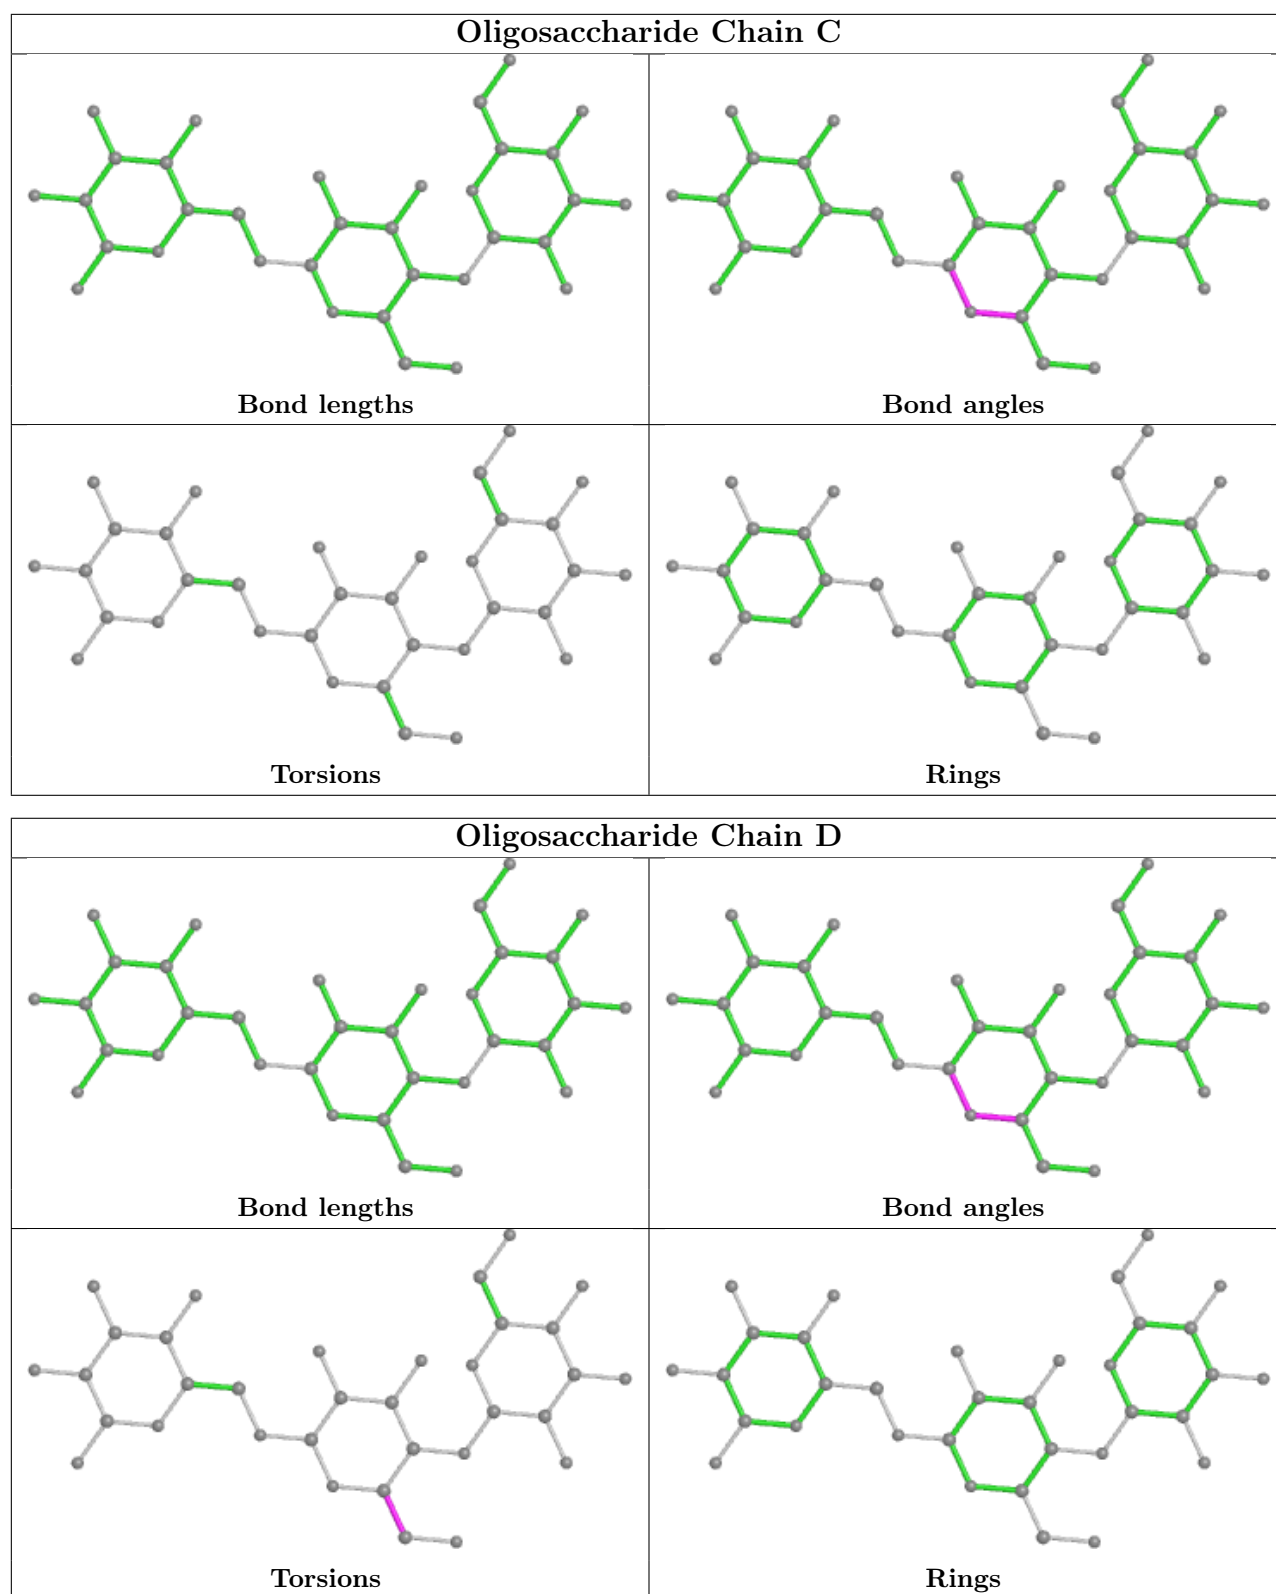 Oligosaccharide Chain C
Bond lengths
Bond angles
Torsions
Rings
Oligosaccharide Chain D
Bond lengths
Bond angles
Torsions
Rings